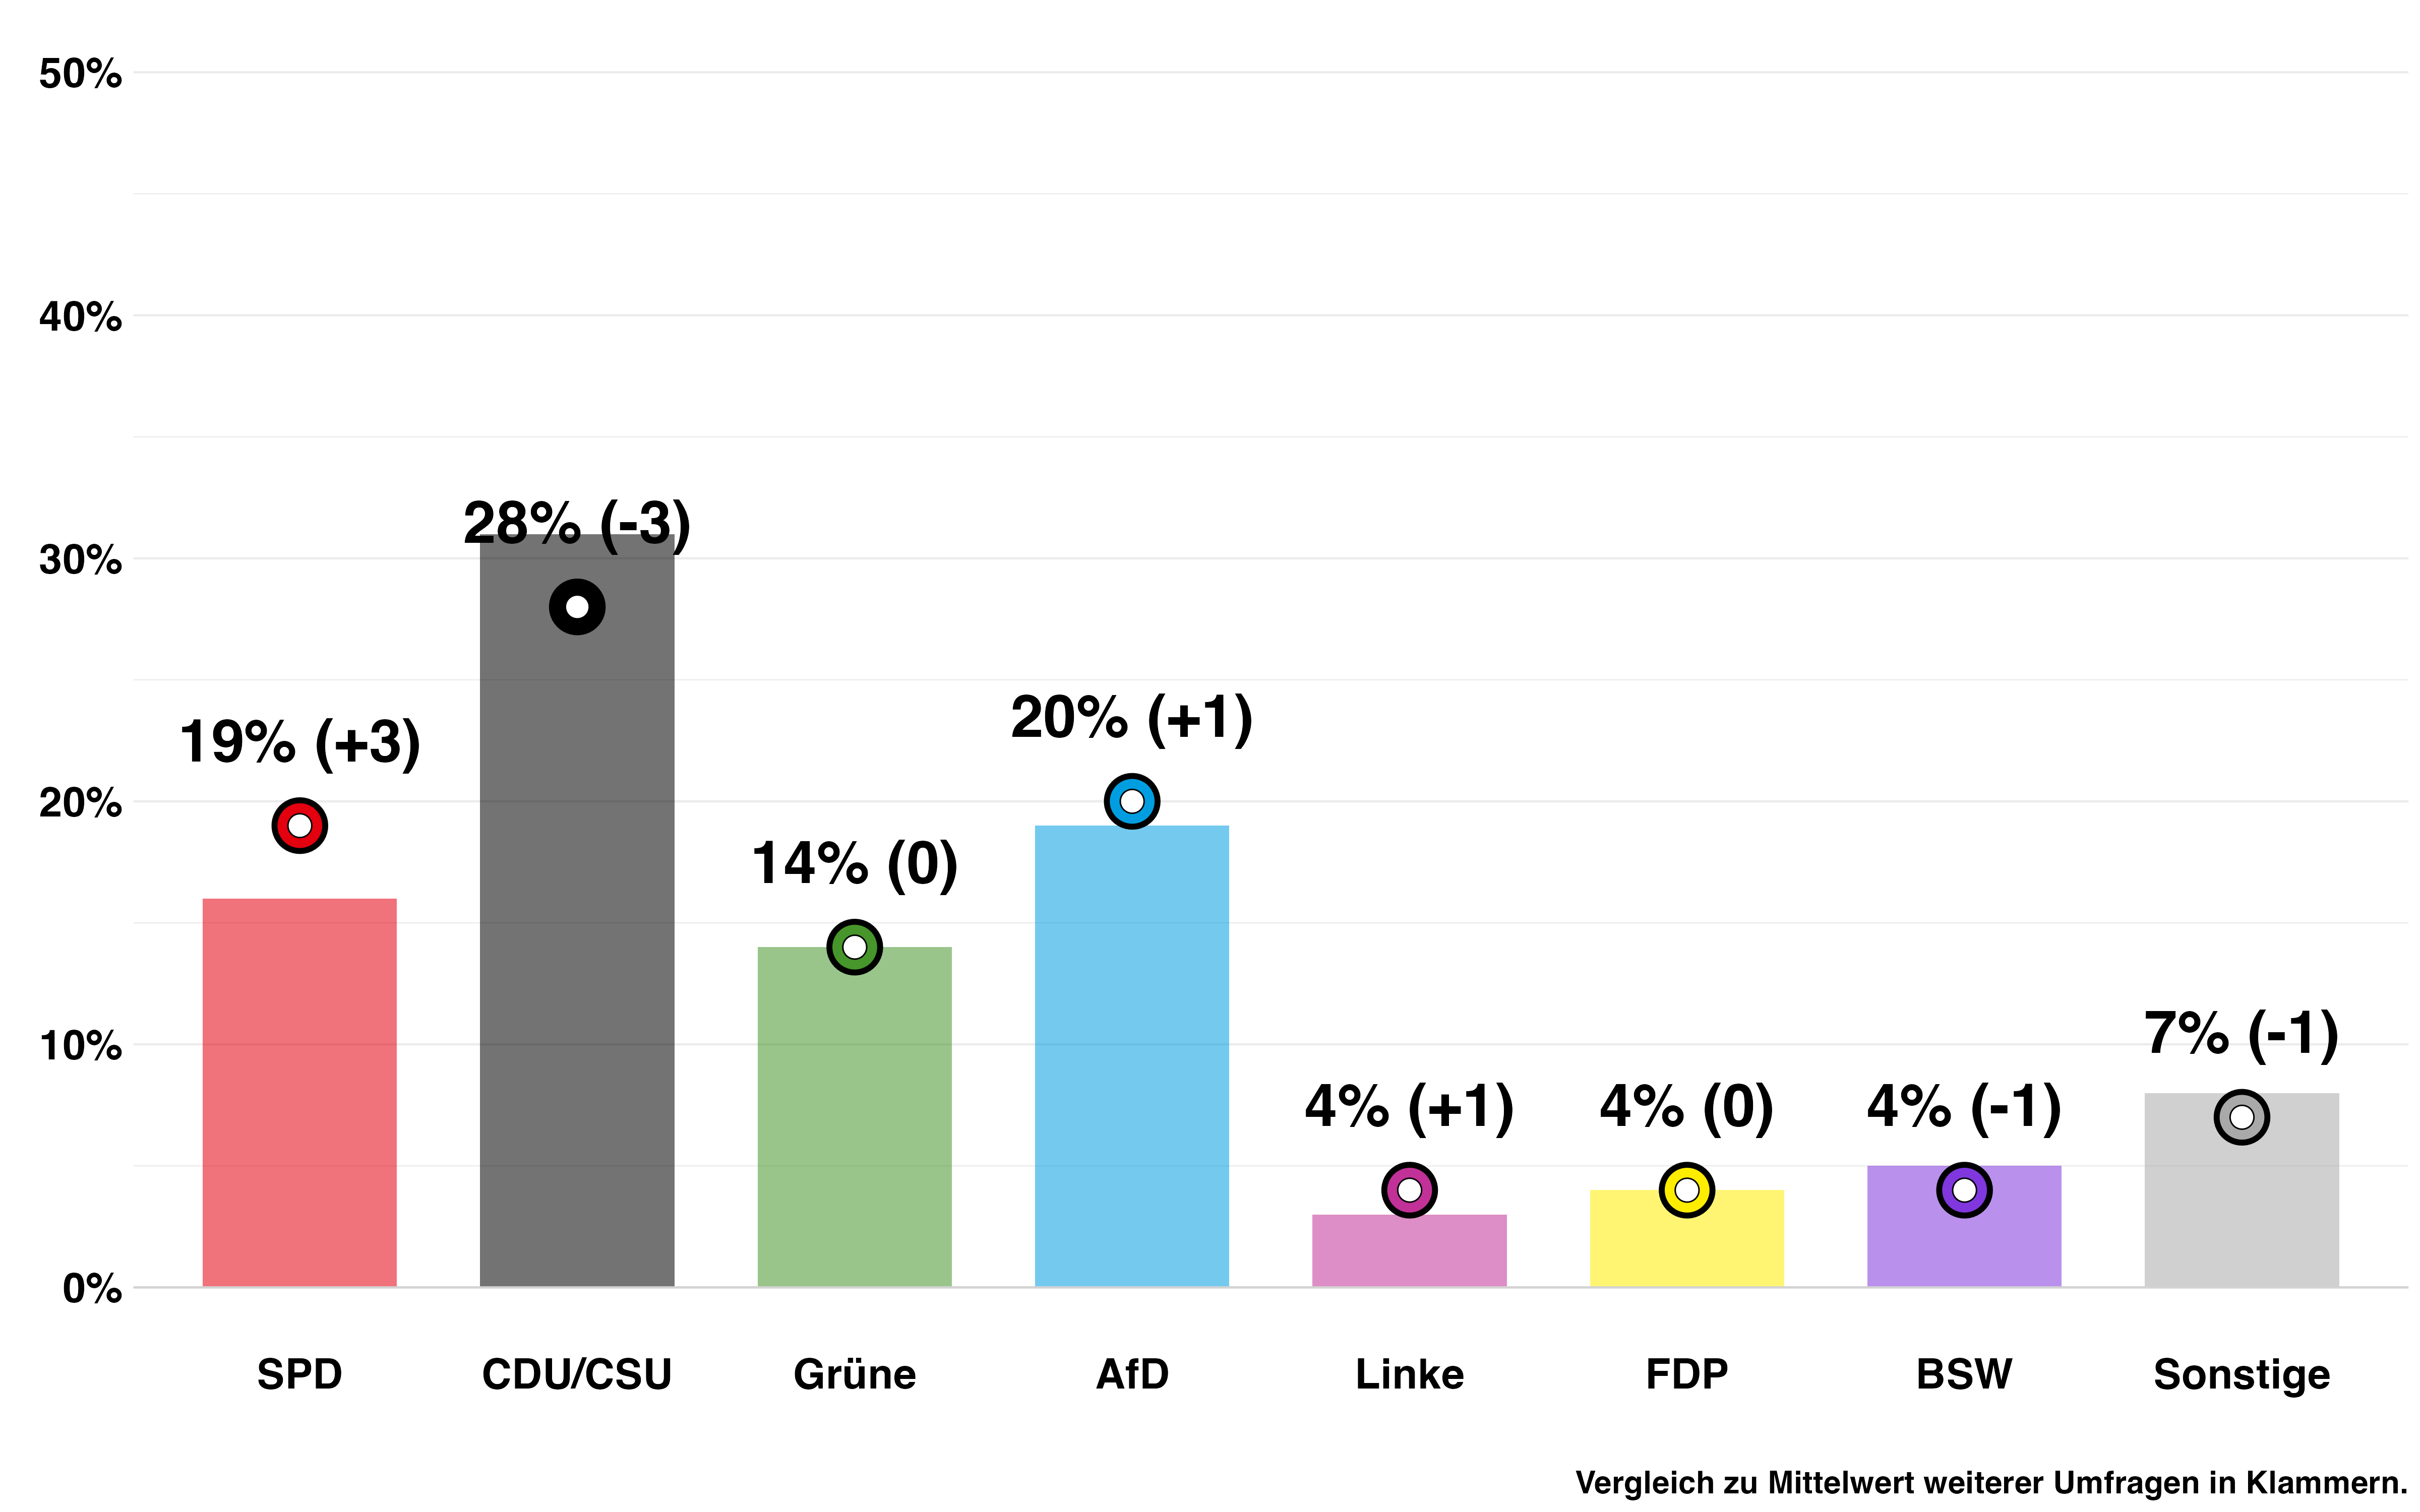 50%
40%
30%
20%
10%
0%
19% (+3)
28% (-3)
14% (0)
20% (+1)
4% (+1)
4% (0)
4% (-1)
7% (-1)
SPD
CDU/CSU
Grüne
AfD
Linke
FDP
BSW
Sonstige
Vergleich zu Mittelwert weiterer Umfragen in Klammern.